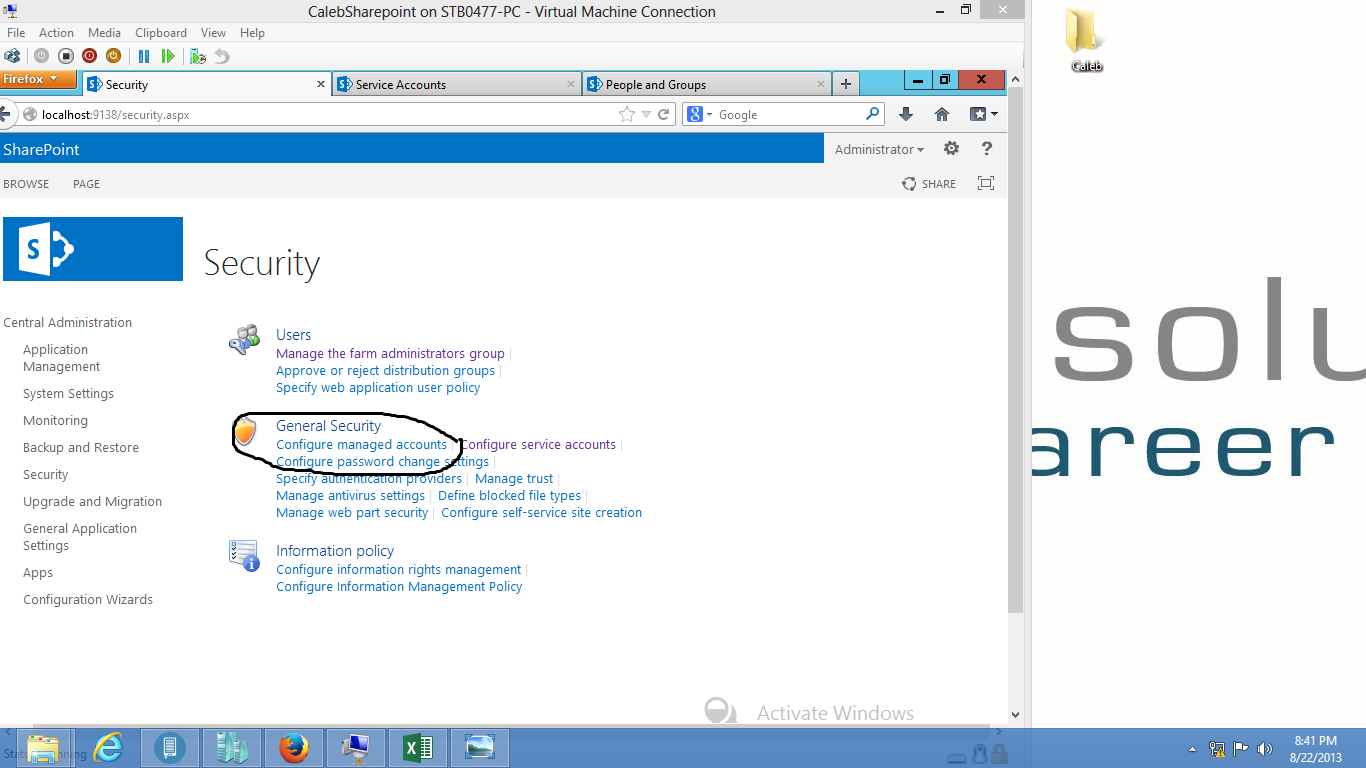 CalebSharepoint on STB0477-PC - Virtual Machine Connection
File Action Media Clipboard View Help
Firefox
Security
Service Accounts
People and Groups
localhost:9138/security.aspx
Google
SharePoint
Administrator
BROWSE PAGE
SHARE
Security
Central Administration
Application
Management
System Settings
Monitoring
Backup and Restore
Security
Upgrade and Migration
General Application
Settings
Apps
Configuration Wizards
Users
Manage the farm administrators group
Approve or reject distribution groups
Specify web application user policy
General Security
Configure managed accounts Configure service accounts
Configure password change settings
Specify authentication providers Manage trust
Manage antivirus settings Define blocked file types
Manage web part security Configure self-service site creation
Information policy
Configure information rights management
Configure Information Management Policy
Activate Windows
Caleb
solu
areer
8:41 PM
8/22/2013